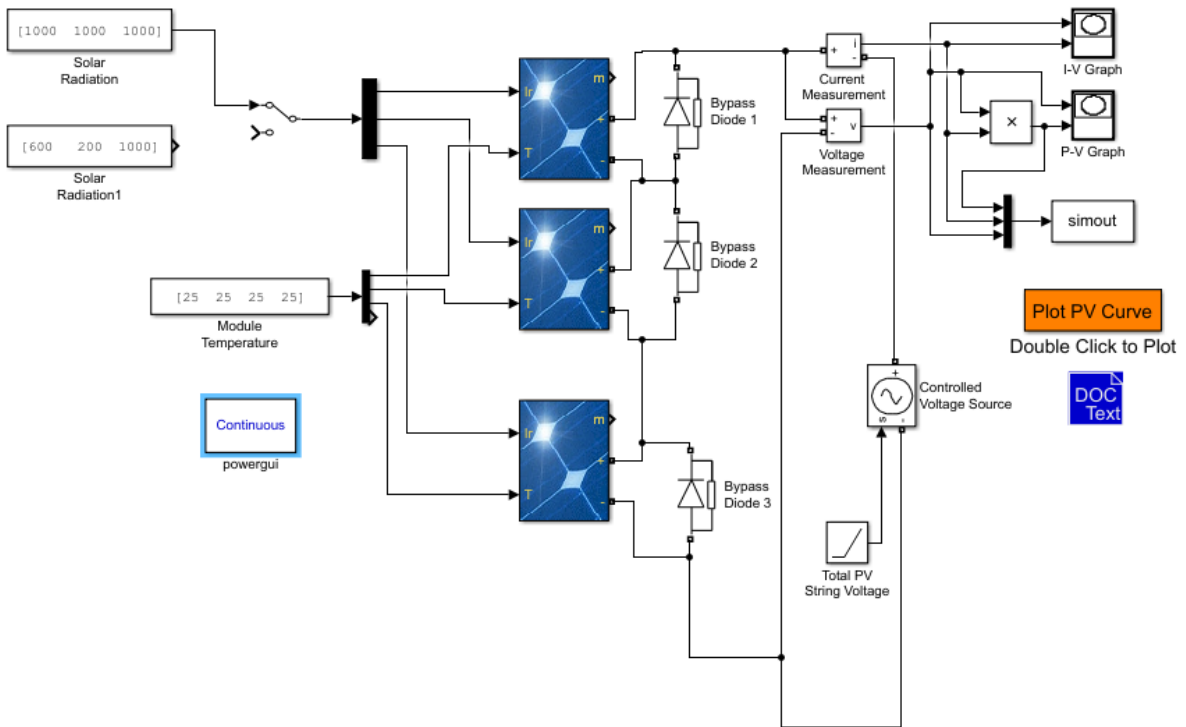 [1000 1000 1000]
Solar
Radiation
[600 200 1000]
Solar
Radiation1
[25 25 25 25]
Module
Temperature
Continuous
powergui
Ir
T
m
+
-
Ir
T
m
+
-
Ir
T
m
+
-
Bypass
Diode 1
Bypass
Diode 2
Bypass
Diode 3
+
i
-
Current
Measurement
+
-
v
Voltage
Measurement
×
I-V Graph
P-V Graph
simout
Plot PV Curve
Double Click to Plot
DOC
Text
+
s
-
Controlled
Voltage Source
Total PV
String Voltage